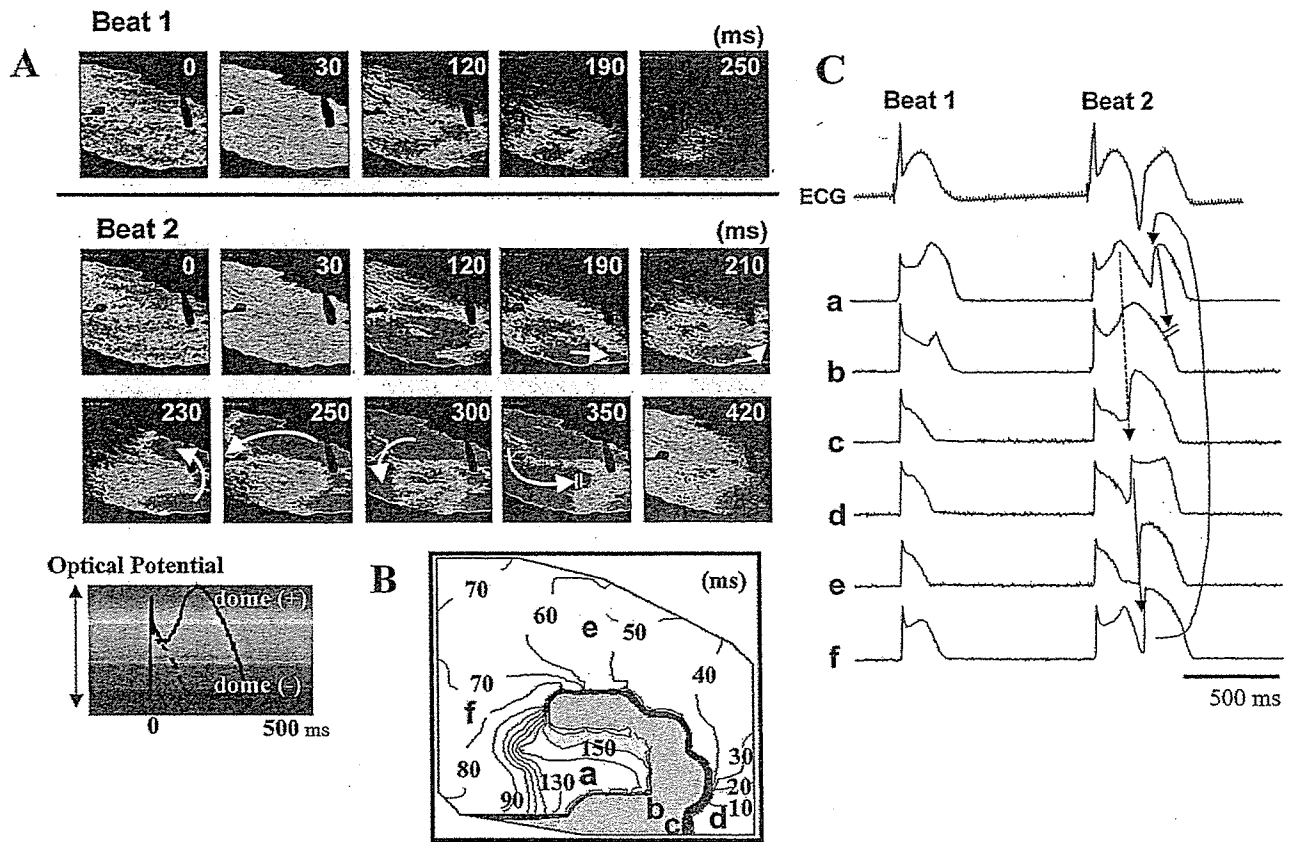 Beat 1
(ms)
A
0 30 120 190 250
Beat 2
(ms)
0 30 120 190 210
230 250 300 350 420
Optical Potential
dome (+)
dome (-)
0 500 ms
B
(ms)
70
60
50
e
40
70
f
150
30
80
130
a
20
90
b
10
c
d
C
Beat 1 Beat 2
ECG
a
b
c
d
e
f
500 ms